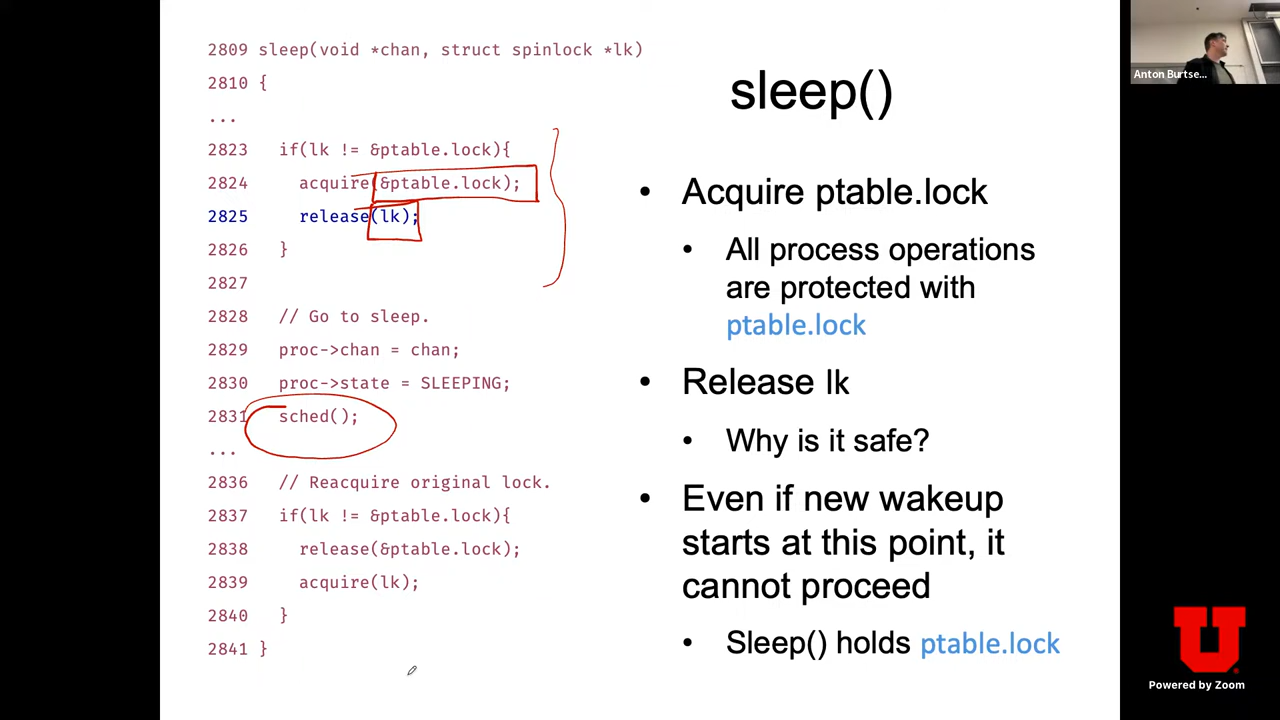 2809 sleep(void *chan, struct spinlock *lk)
2810 {
...
2823   if(lk != &ptable.lock){
2824     acquire(&ptable.lock);
2825     release(lk);
2826   }
2827
2828   // Go to sleep.
2829   proc->chan = chan;
2830   proc->state = SLEEPING;
2831   sched();
...
2836   // Reacquire original lock.
2837   if(lk != &ptable.lock){
2838     release(&ptable.lock);
2839     acquire(lk);
2840   }
2841 }
sleep()
• Acquire ptable.lock
• All process operations
are protected with
ptable.lock
• Release lk
• Why is it safe?
• Even if new wakeup
starts at this point, it
cannot proceed
• Sleep() holds ptable.lock
Anton Burtse...
U
Powered by Zoom